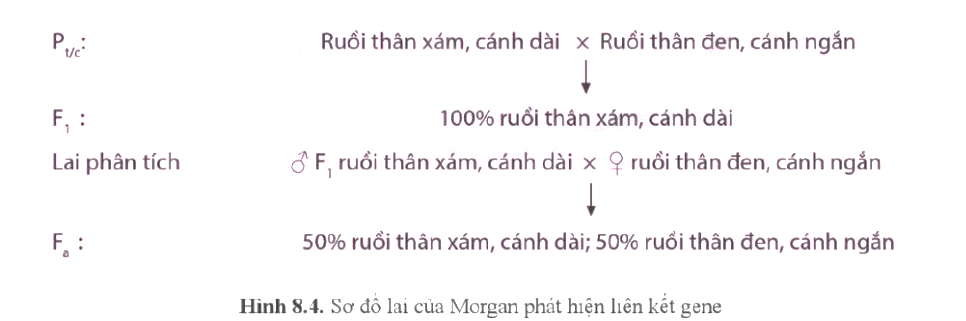 P t/c: Ruồi thân xám, cánh dài × Ruồi thân đen, cánh ngắn
F₁ : 100% ruồi thân xám, cánh dài
Lai phân tích ♂ F₁ ruồi thân xám, cánh dài × ♀ ruồi thân đen, cánh ngắn
Fₐ : 50% ruồi thân xám, cánh dài; 50% ruồi thân đen, cánh ngắn
Hình 8.4. Sơ đồ lai của Morgan phát hiện liên kết gene